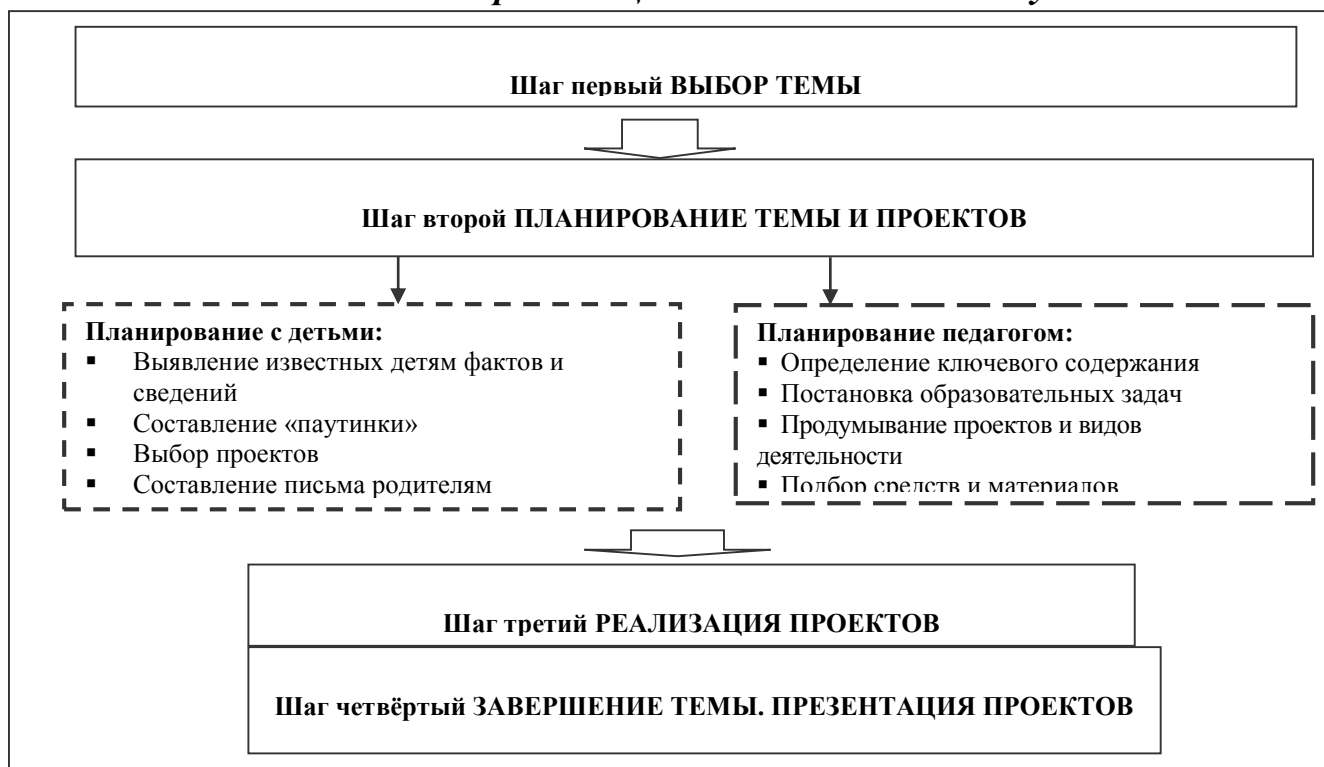 Шаг первый ВЫБОР ТЕМЫ
Шаг второй ПЛАНИРОВАНИЕ ТЕМЫ И ПРОЕКТОВ
Планирование с детьми:
▪ Выявление известных детям фактов и
сведений
▪ Составление «паутинки»
▪ Выбор проектов
▪ Составление письма родителям
Планирование педагогом:
▪ Определение ключевого содержания
▪ Постановка образовательных задач
▪ Продумывание проектов и видов
деятельности
▪ Подбор средств и материалов
Шаг третий РЕАЛИЗАЦИЯ ПРОЕКТОВ
Шаг четвёртый ЗАВЕРШЕНИЕ ТЕМЫ. ПРЕЗЕНТАЦИЯ ПРОЕКТОВ